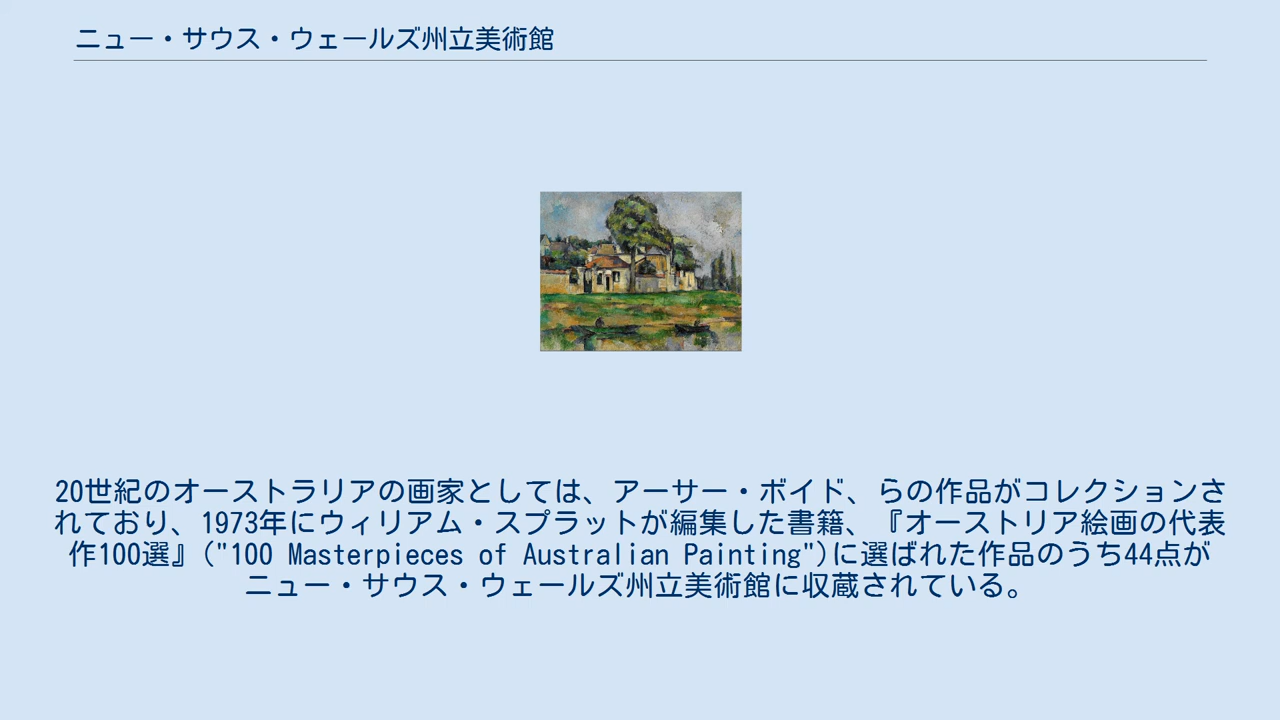 ニュー・サウス・ウェールズ州立美術館
20世紀のオーストラリアの画家としては、アーサー・ボイド、らの作品がコレクションさ
れており、1973年にウィリアム・スプラットが編集した書籍、『オーストリア絵画の代表
作100選』("100 Masterpieces of Australian Painting")に選ばれた作品のうち44点が
ニュー・サウス・ウェールズ州立美術館に収蔵されている。